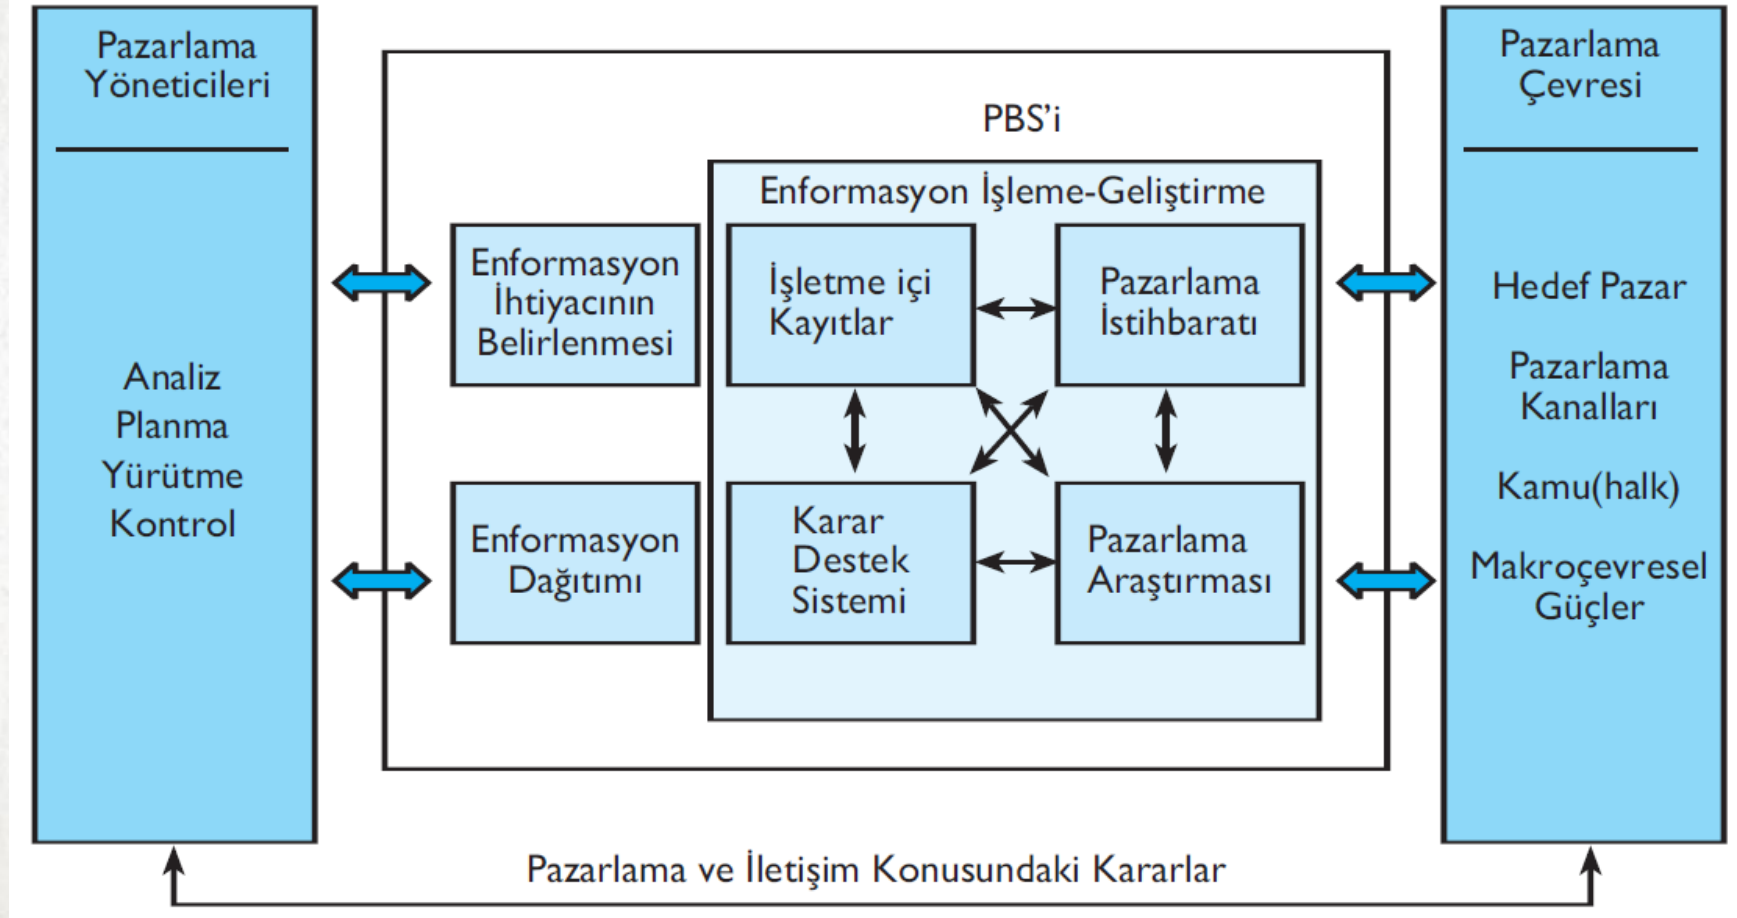 Pazarlama
Yöneticileri
Analiz
Planma
Yürütme
Kontrol
PBS'i
Enformasyon
İhtiyacının
Belirlenmesi
Enformasyon
Dağıtımı
Enformasyon İşleme-Geliştirme
İşletme içi
Kayıtlar
Pazarlama
İstihbaratı
Karar
Destek
Sistemi
Pazarlama
Araştırması
Pazarlama
Çevresi
Hedef Pazar
Pazarlama
Kanalları
Kamu(halk)
Makroçevresel
Güçler
Pazarlama ve İletişim Konusundaki Kararlar